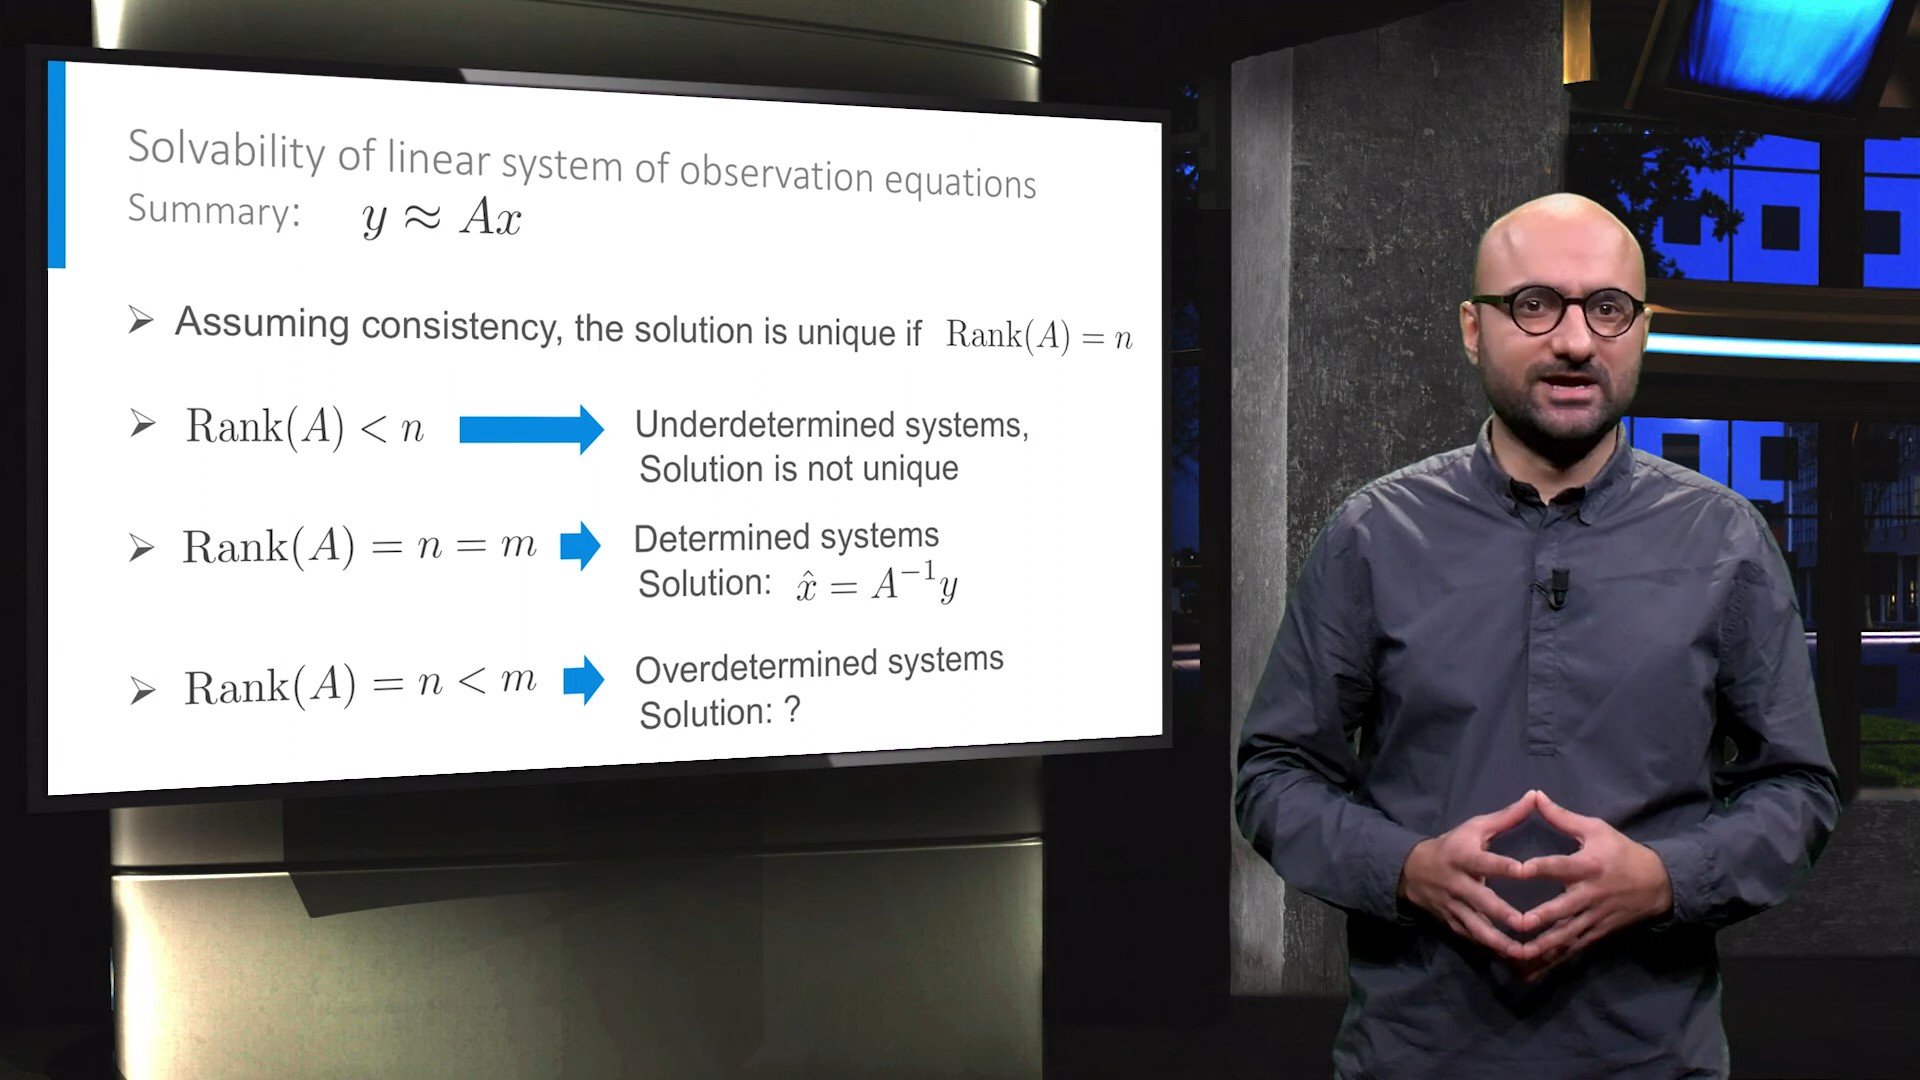 Solvability of linear system of observation equations
Summary: y ≈ Ax
➢ Assuming consistency, the solution is unique if Rank(A) = n
➢ Rank(A) < n Underdetermined systems,
Solution is not unique
➢ Rank(A) = n = m Determined systems
Solution: x̂ = A⁻¹y
➢ Rank(A) = n < m Overdetermined systems
Solution: ?